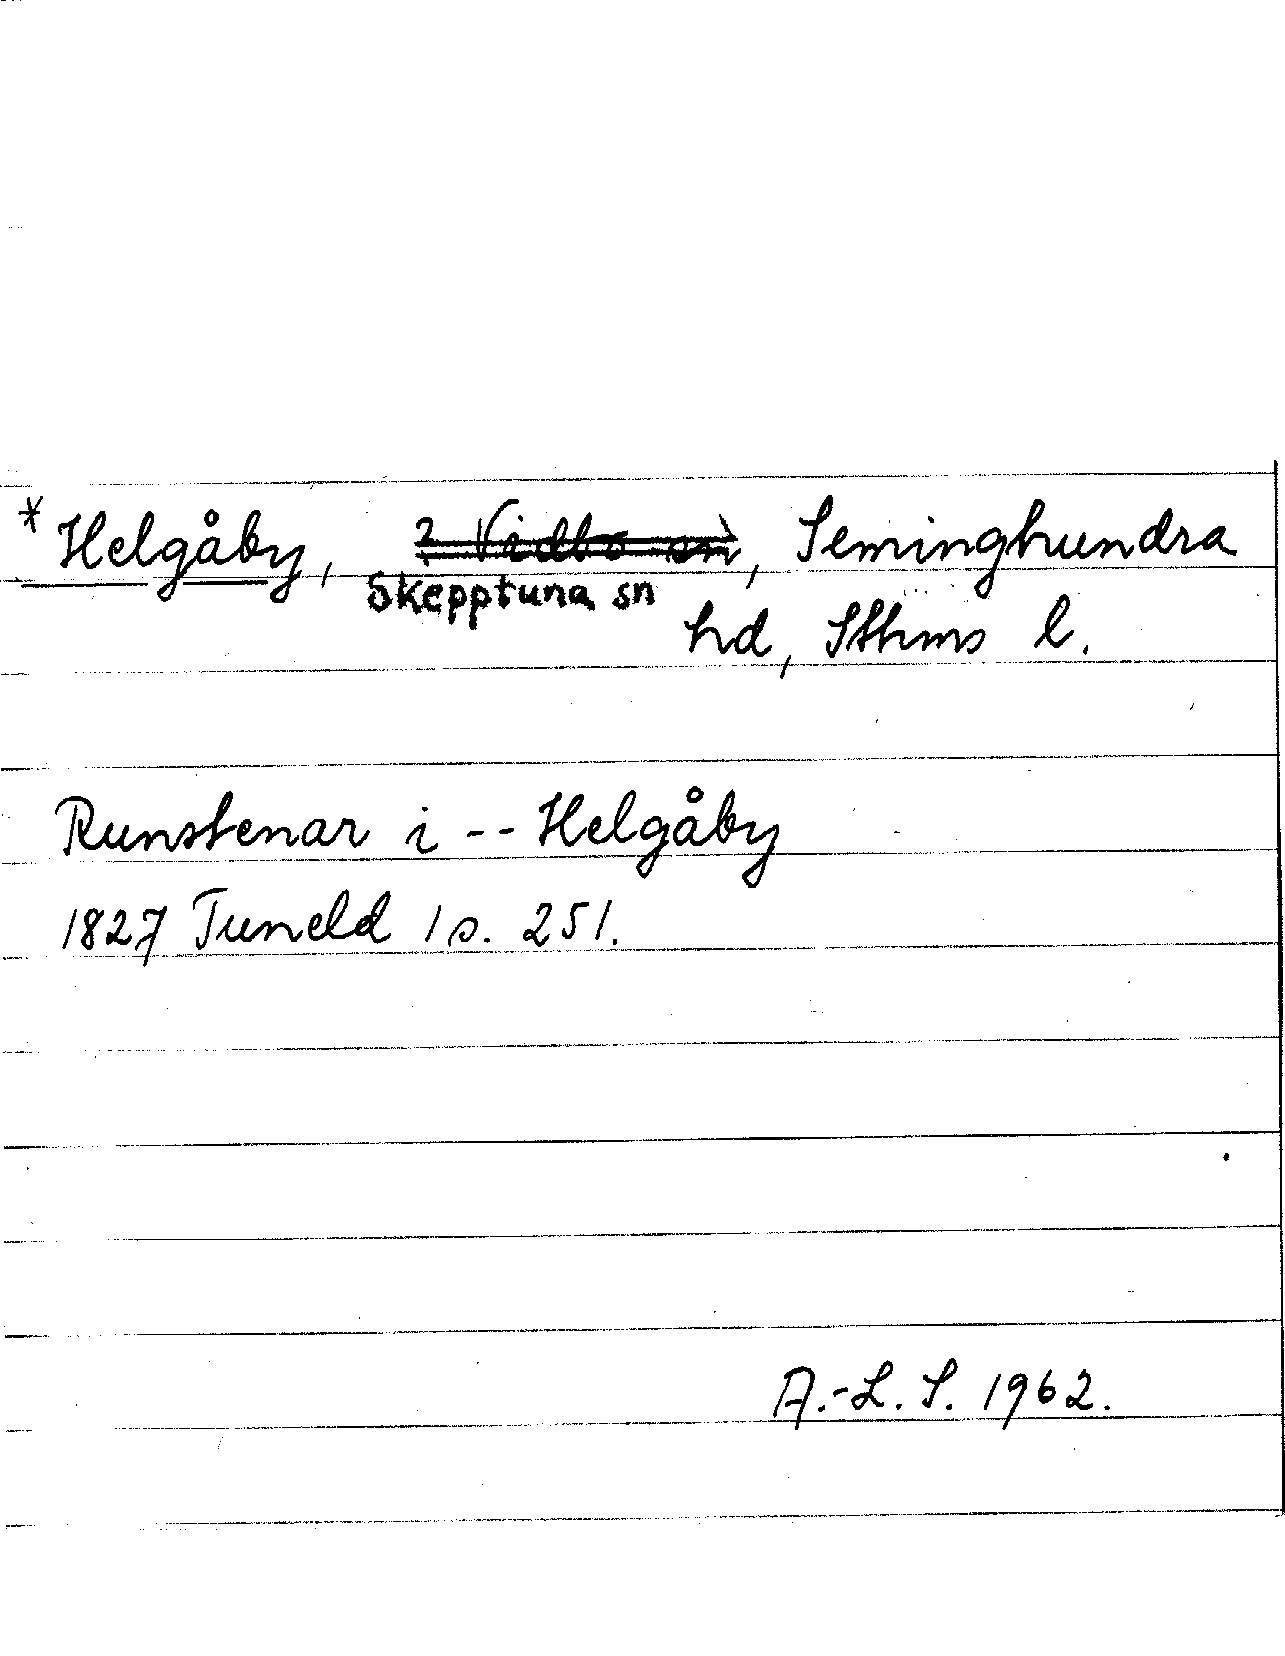 *Helgåby, ? Vidbo sn, Seminghundra
Skepptuna sn
hd, Sthms l.
Runstenar i -- Helgåby
1827 Tuneld 1 s. 251.
A.-L. S. 1962.